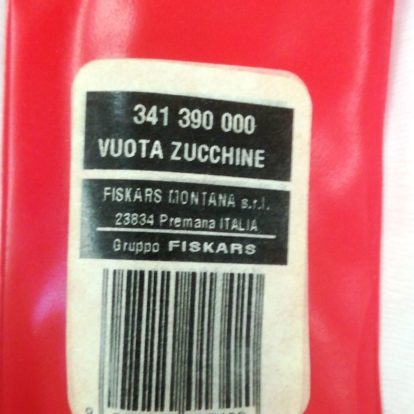 341 390 000
VUOTA ZUCCHINE
FISKARS MONTANA s.r.l.
23834 Premana ITALIA
Gruppo FISKARS